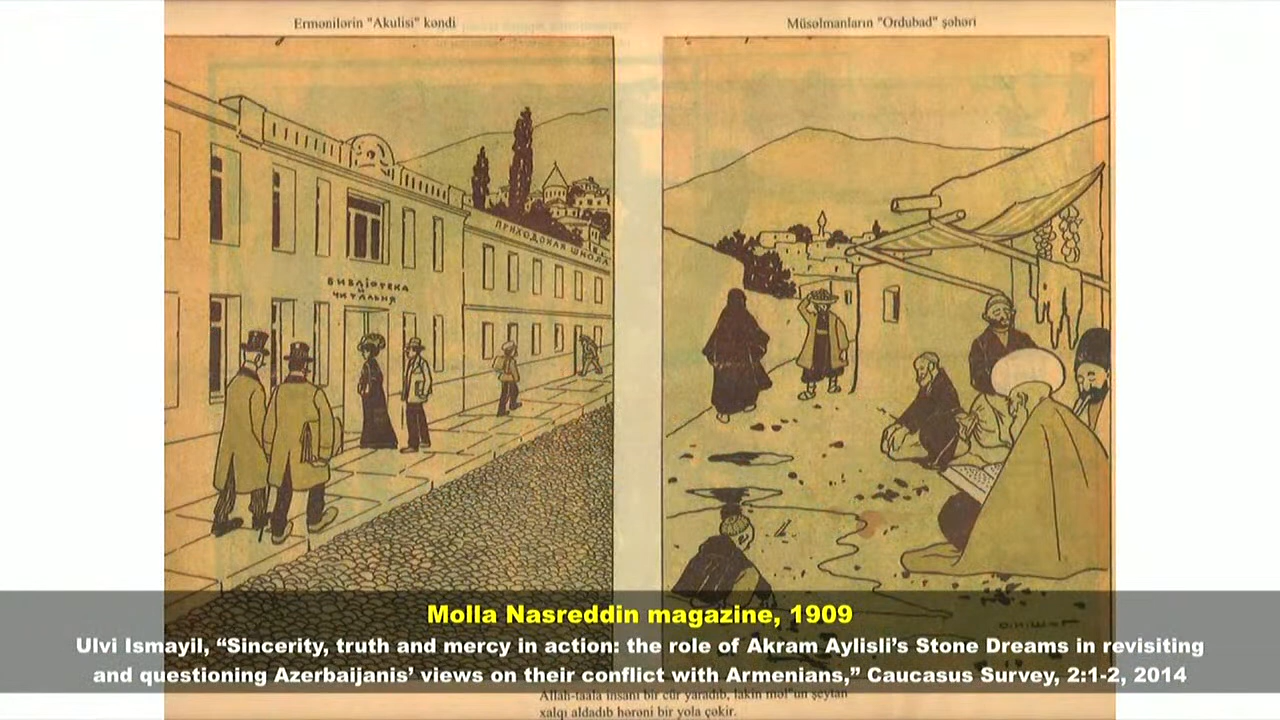 Ermənilərin "Akulisi" kəndi
Müsəlmanların "Ordubad" şəhəri
ПРИХОДСКАЯ ШКОЛА
БИБЛІОТЕКА
И
ЧИТАЛЬНЯ
Molla Nasreddin magazine, 1909
Ulvi Ismayil, “Sincerity, truth and mercy in action: the role of Akram Aylisli’s Stone Dreams in revisiting
and questioning Azerbaijanis’ views on their conflict with Armenians,” Caucasus Survey, 2:1-2, 2014
Allah-taala insanı bir cür yaradıb, lakin məl"un şeytan
xalqı aldadıb hərəni bir yola çəkir.